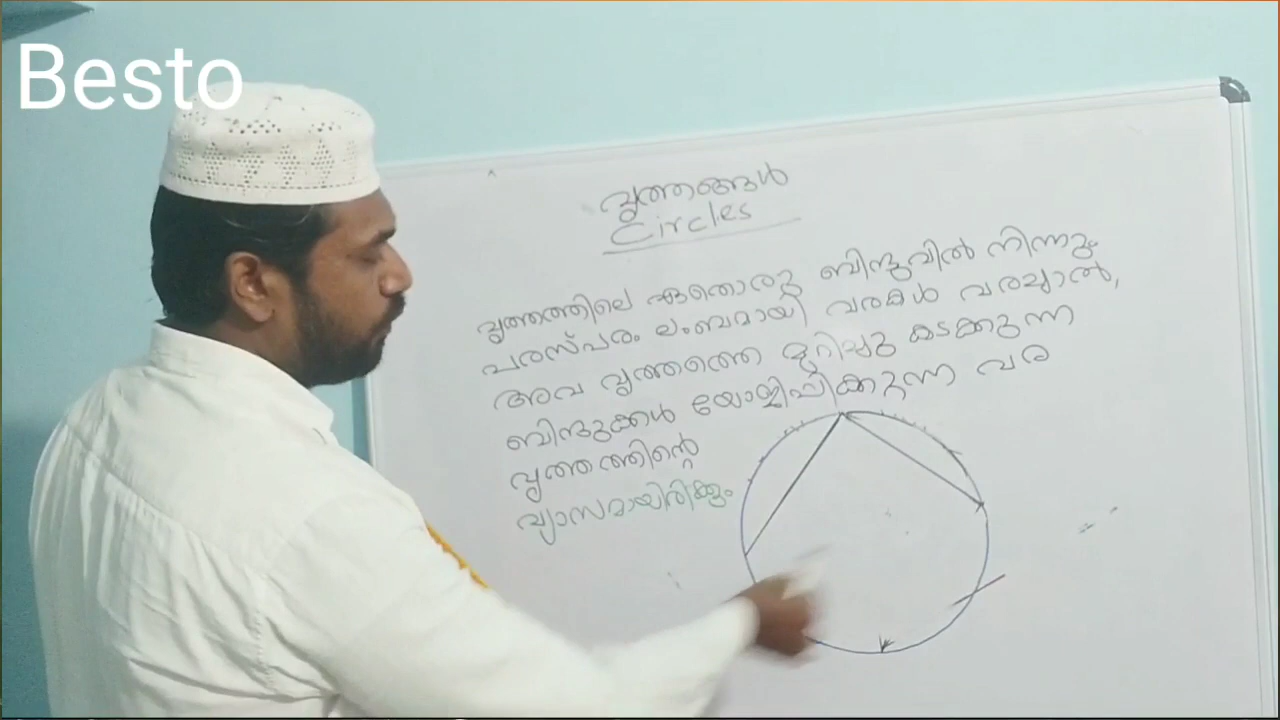 Besto
വൃത്തങ്ങൾ
Circles
വൃത്തത്തിലെ ഏതൊരു ബിന്ദുവിൽ നിന്നും
പരസ്പരം ലംബമായി വരകൾ വരച്ചാൽ,
അവ വൃത്തത്തെ മുറിച്ചു കടക്കുന്ന
ബിന്ദുക്കൾ യോജിപ്പിക്കുന്ന വര
വൃത്തത്തിന്റെ
വ്യാസമായിരിക്കും